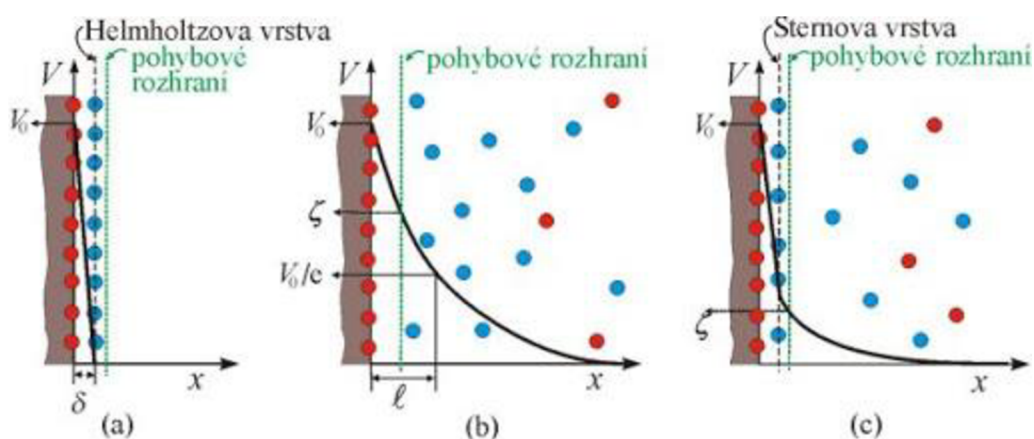 Helmholtzova vrstva
V
pohybové
rozhraní
V₀
x
δ
(a)
V
pohybové rozhraní
V₀
ζ
V₀/e
x
ℓ
(b)
Sternova vrstva
V
pohybové rozhraní
V₀
ζ
x
(c)